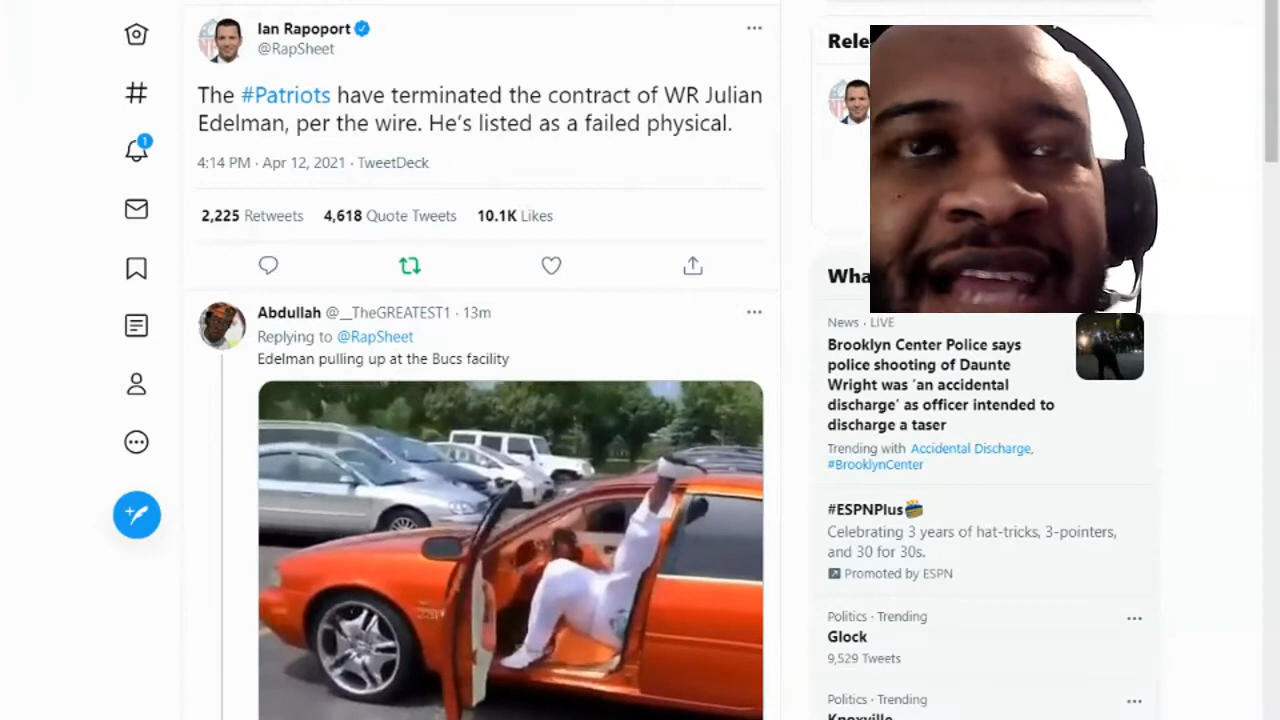 Ian Rapoport
@RapSheet
The #Patriots have terminated the contract of WR Julian
Edelman, per the wire. He's listed as a failed physical.
4:14 PM · Apr 12, 2021 · TweetDeck
2,225 Retweets 4,618 Quote Tweets 10.1K Likes
Abdullah @__TheGREATEST1 · 13m
Replying to @RapSheet
Edelman pulling up at the Bucs facility
1
News · LIVE
Brooklyn Center Police says
police shooting of Daunte
Wright was 'an accidental
discharge' as officer intended to
discharge a taser
Trending with Accidental Discharge,
#BrooklynCenter
#ESPNPlus
Celebrating 3 years of hat-tricks, 3-pointers,
and 30 for 30s.
Promoted by ESPN
Politics · Trending
Glock
9,529 Tweets
Politics · Trending
Knoxville